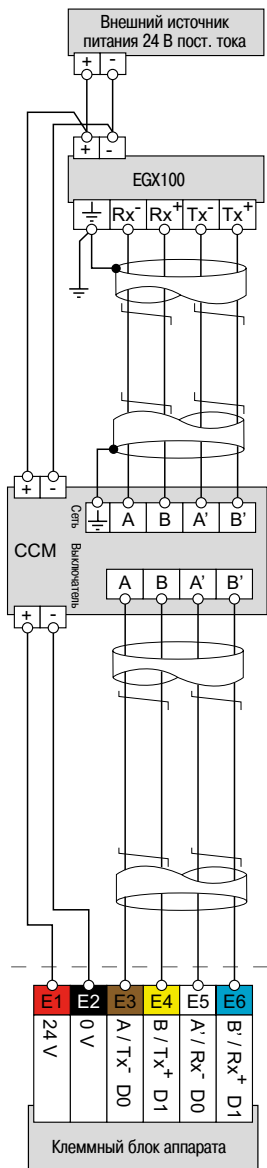 Внешний источник
питания 24 В пост. тока
+ -
+ -
EGX100
Rx- Rx+ Tx- Tx+
+ -
Сеть
A B A' B'
CCM
Выключатель
A B A' B'
+ -
E1 E2 E3 E4 E5 E6
24 V
0 V
A / Tx- D0
B / Tx+ D1
A' / Rx- D0
B' / Rx+ D1
Клеммный блок аппарата